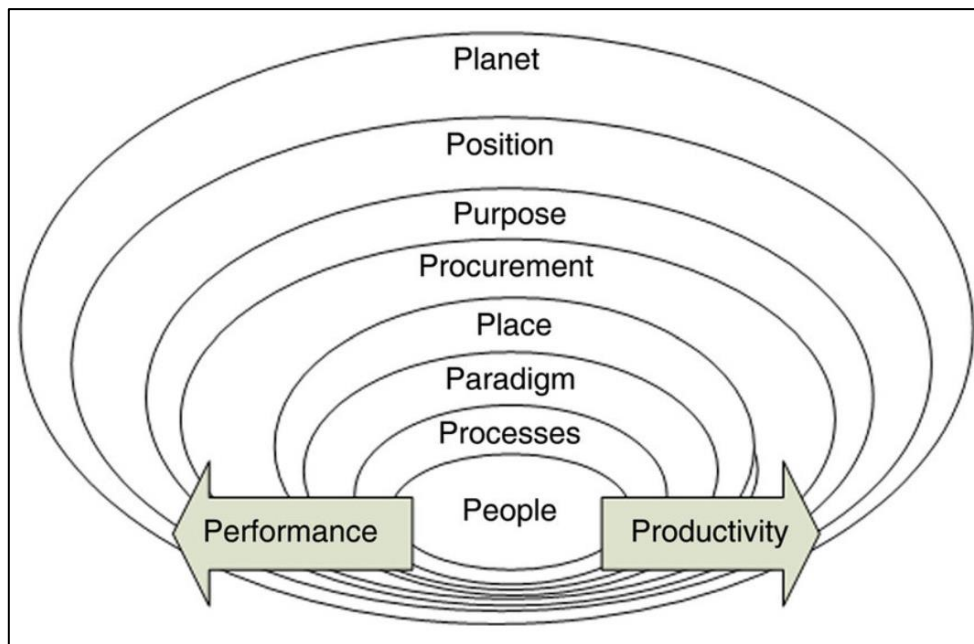 Planet
Position
Purpose
Procurement
Place
Paradigm
Processes
People
Performance
Productivity